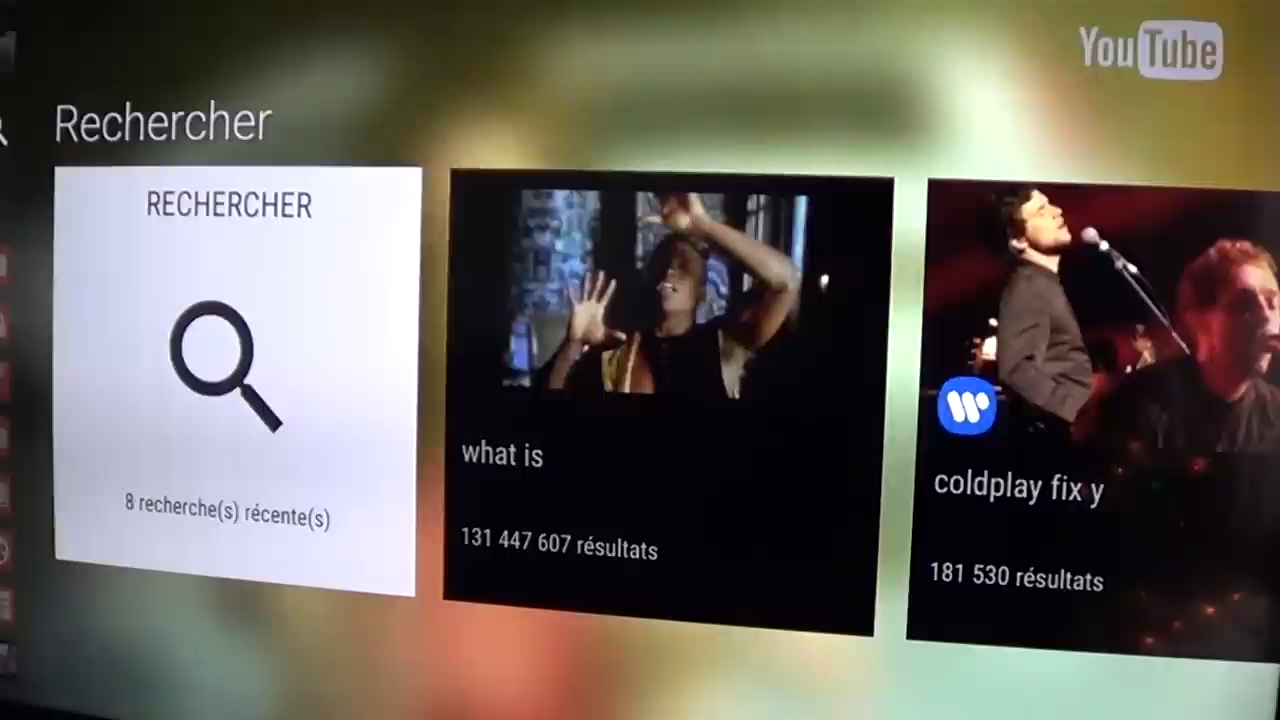 YouTube
Rechercher
RECHERCHER
8 recherche(s) récente(s)
what is
131 447 607 résultats
coldplay fix y
181 530 résultats